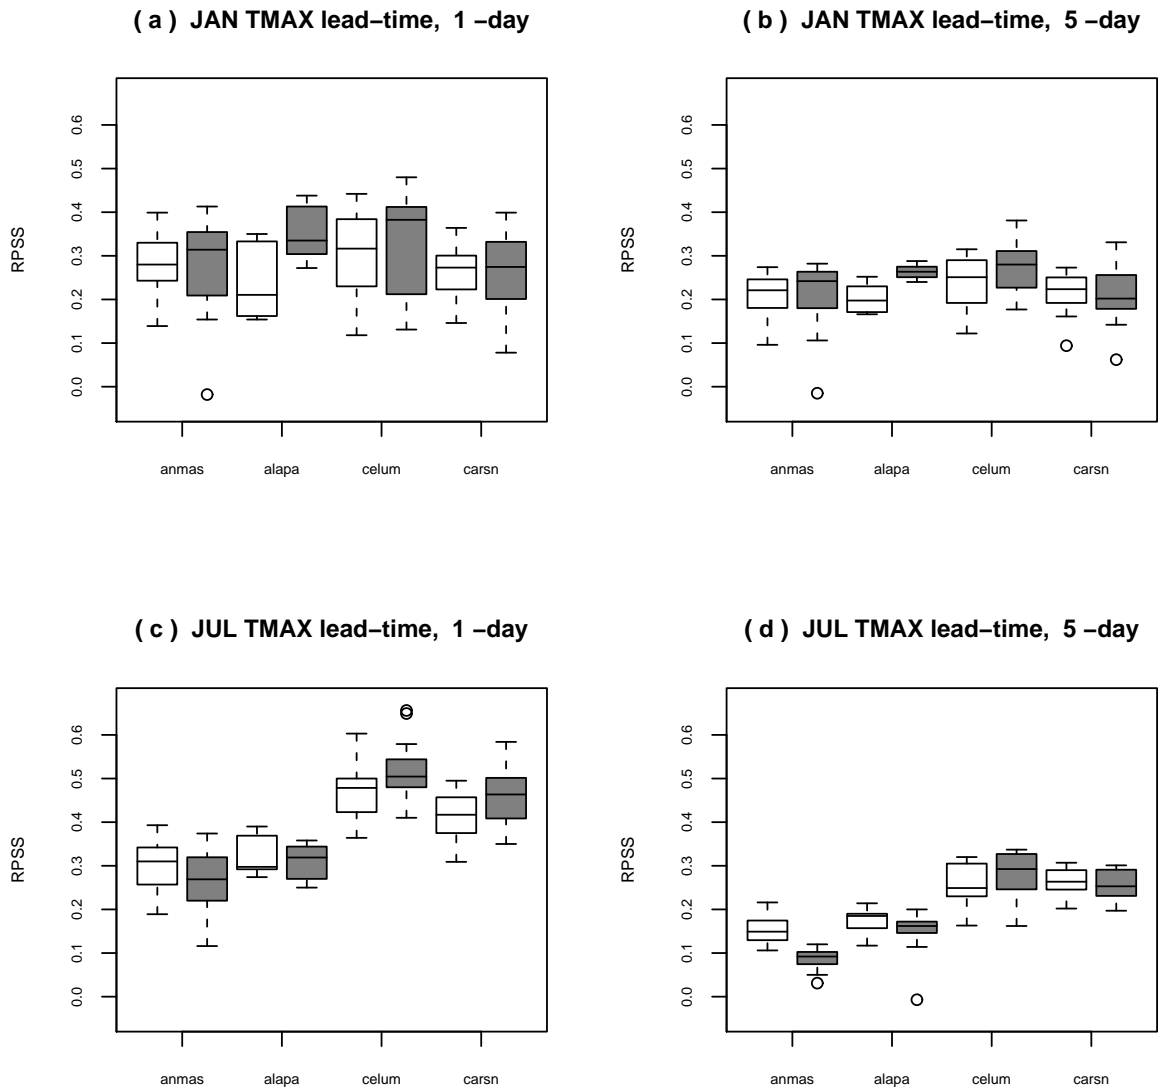 ( a ) JAN TMAX lead−time, 1 −day
( b ) JAN TMAX lead−time, 5 −day
RPSS
0.0 0.1 0.2 0.3 0.4 0.5 0.6
anmas alapa celum carsn
RPSS
0.0 0.1 0.2 0.3 0.4 0.5 0.6
anmas alapa celum carsn
( c ) JUL TMAX lead−time, 1 −day
( d ) JUL TMAX lead−time, 5 −day
RPSS
0.0 0.1 0.2 0.3 0.4 0.5 0.6
anmas alapa celum carsn
RPSS
0.0 0.1 0.2 0.3 0.4 0.5 0.6
anmas alapa celum carsn